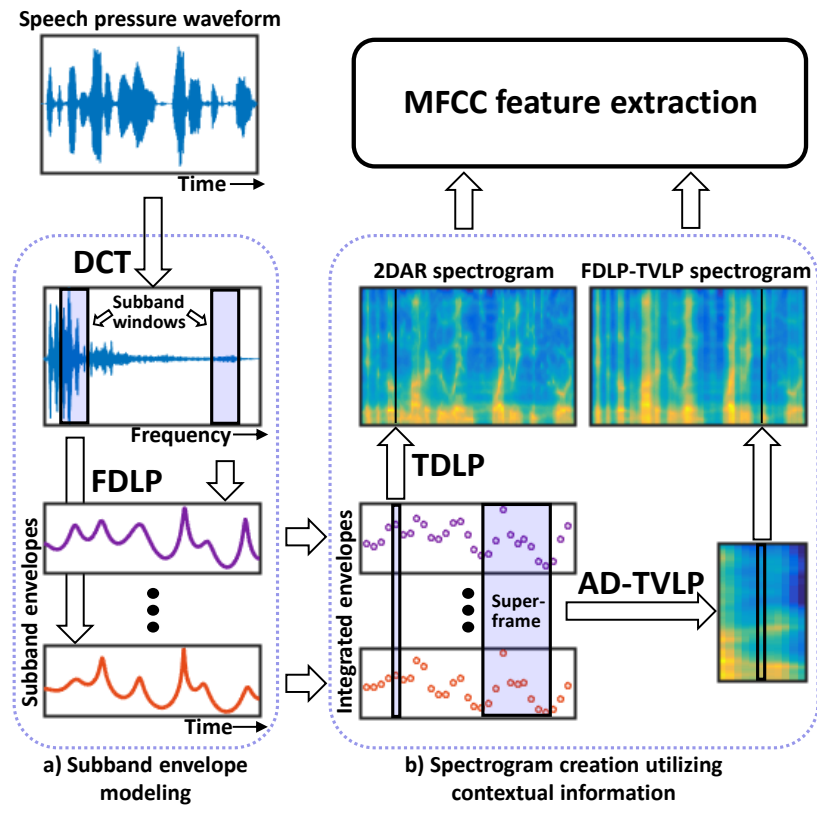 Speech pressure waveform
Time
MFCC feature extraction
DCT
Subband
windows
Frequency
FDLP
Subband envelopes
Time
a) Subband envelope
modeling
2DAR spectrogram
FDLP-TVLP spectrogram
TDLP
Integrated envelopes
Super-
frame
AD-TVLP
b) Spectrogram creation utilizing
contextual information